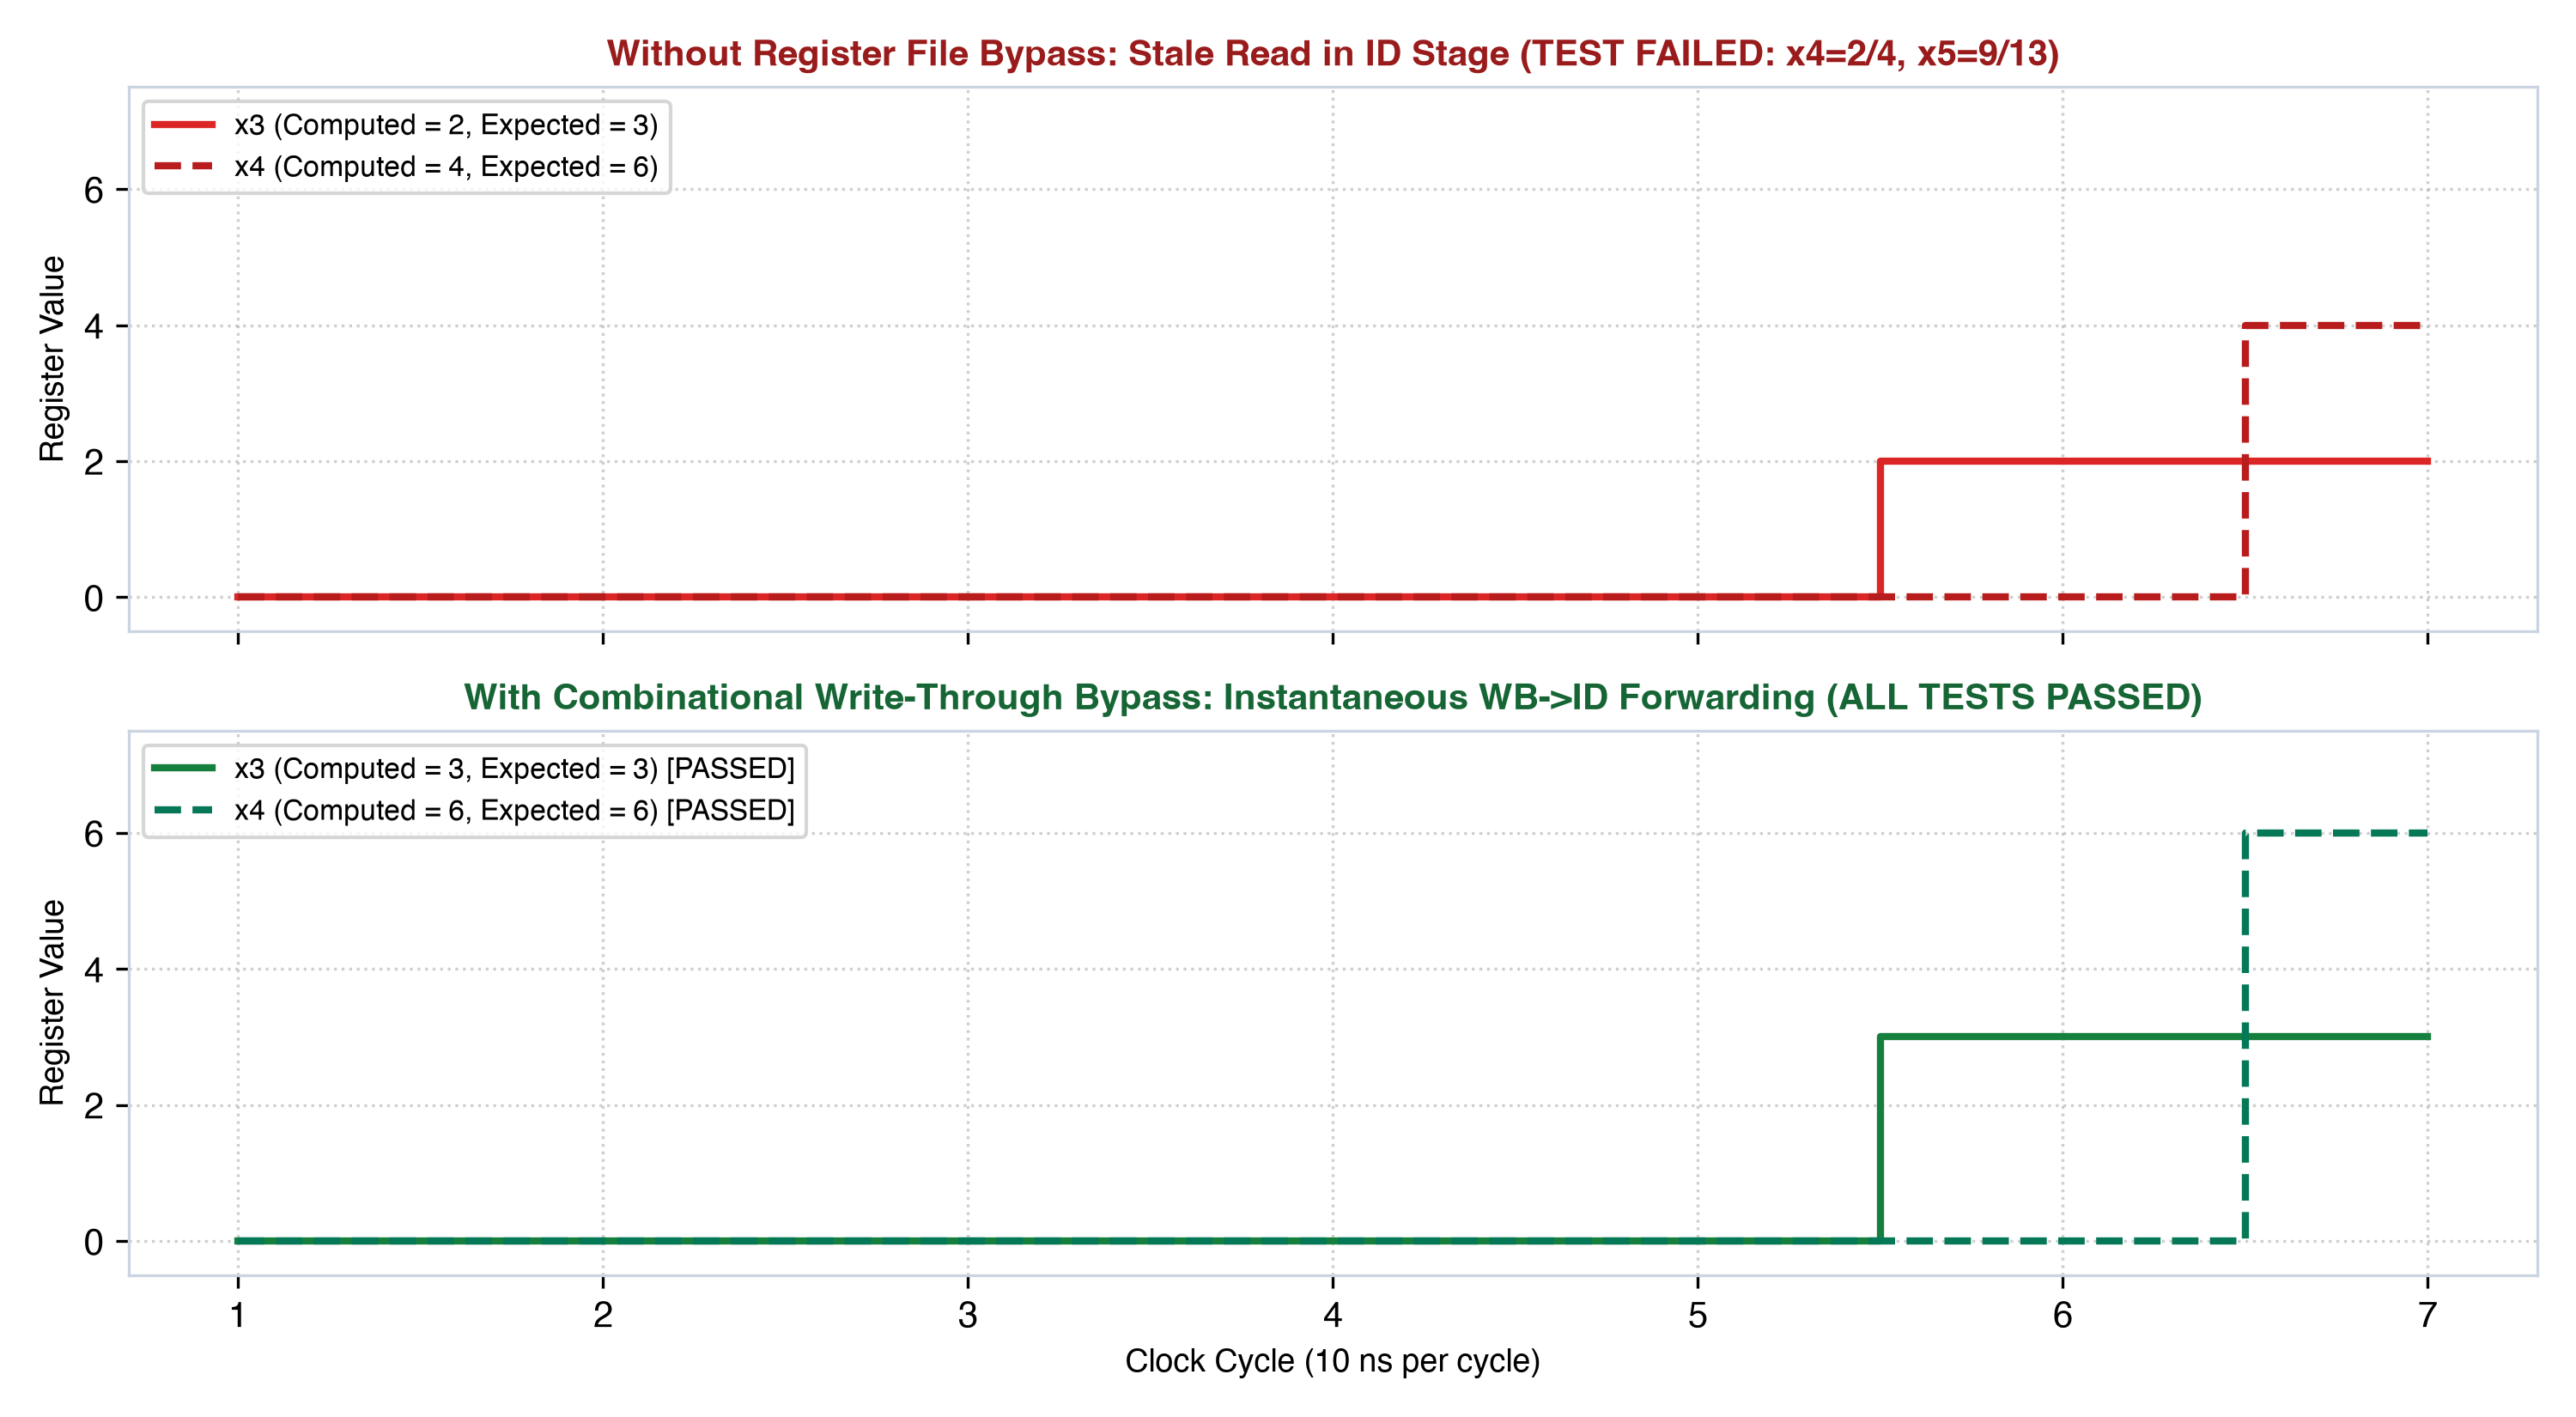 Without Register File Bypass: Stale Read in ID Stage (TEST FAILED: x4=2/4, x5=9/13)
x3 (Computed = 2, Expected = 3)
x4 (Computed = 4, Expected = 6)
Register Value
6
4
2
0
With Combinational Write-Through Bypass: Instantaneous WB->ID Forwarding (ALL TESTS PASSED)
x3 (Computed = 3, Expected = 3) [PASSED]
x4 (Computed = 6, Expected = 6) [PASSED]
Register Value
6
4
2
0
1 2 3 4 5 6 7
Clock Cycle (10 ns per cycle)